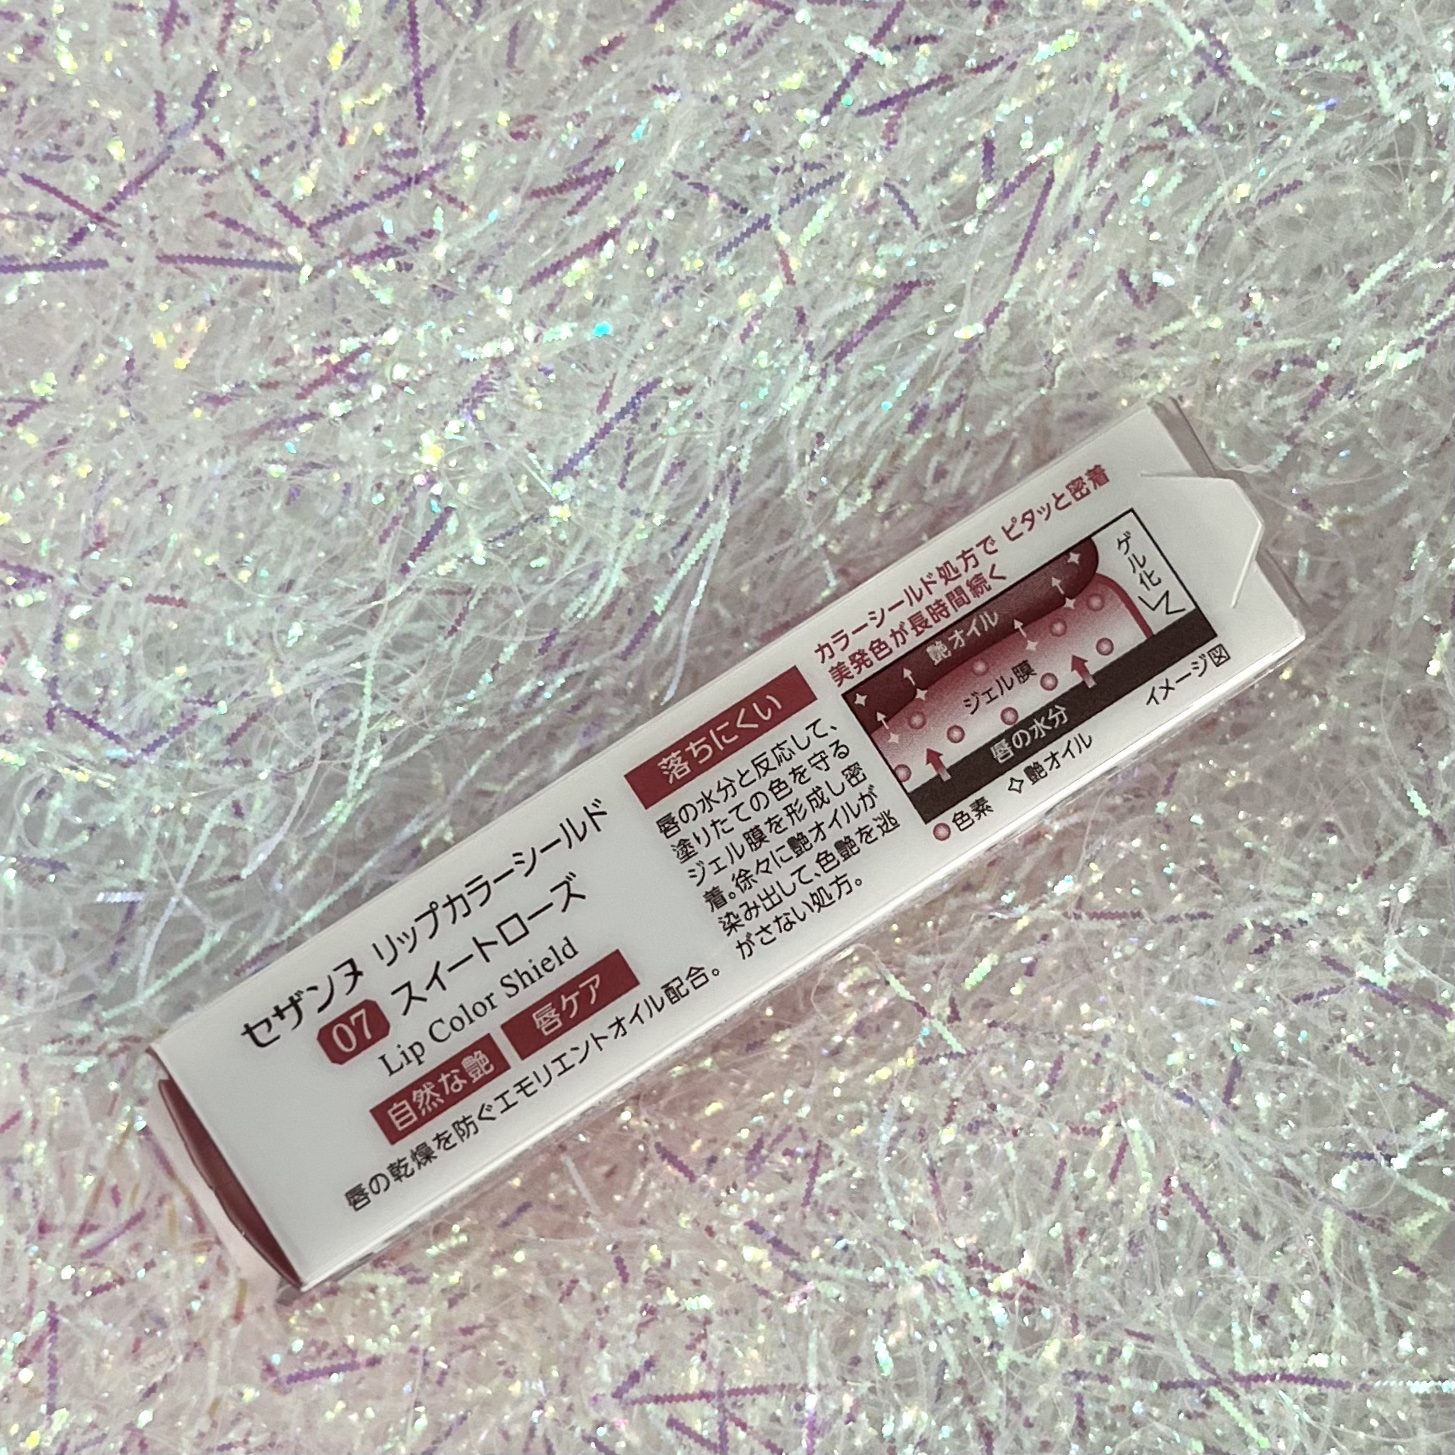 セザンヌ リップカラーシールド
07 スイートローズ
Lip Color Shield
自然な艶 唇ケア
唇の乾燥を防ぐエモリエントオイル配合。
落ちにくい
唇の水分と反応して、
塗りたての色を守る
ジェル膜を形成し密
着。徐々に艶オイルが
染み出して、色艶を逃
がさない処方。
カラーシールド処方で ピタッと密着
美発色が長時間続く
艶オイル
ジェル膜
唇の水分
ゲル化
色素 艶オイル
イメージ図